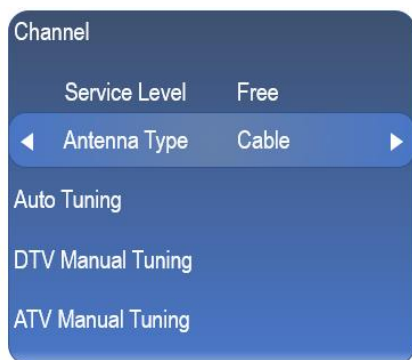 Channel
Service Level Free
Antenna Type Cable
Auto Tuning
DTV Manual Tuning
ATV Manual Tuning